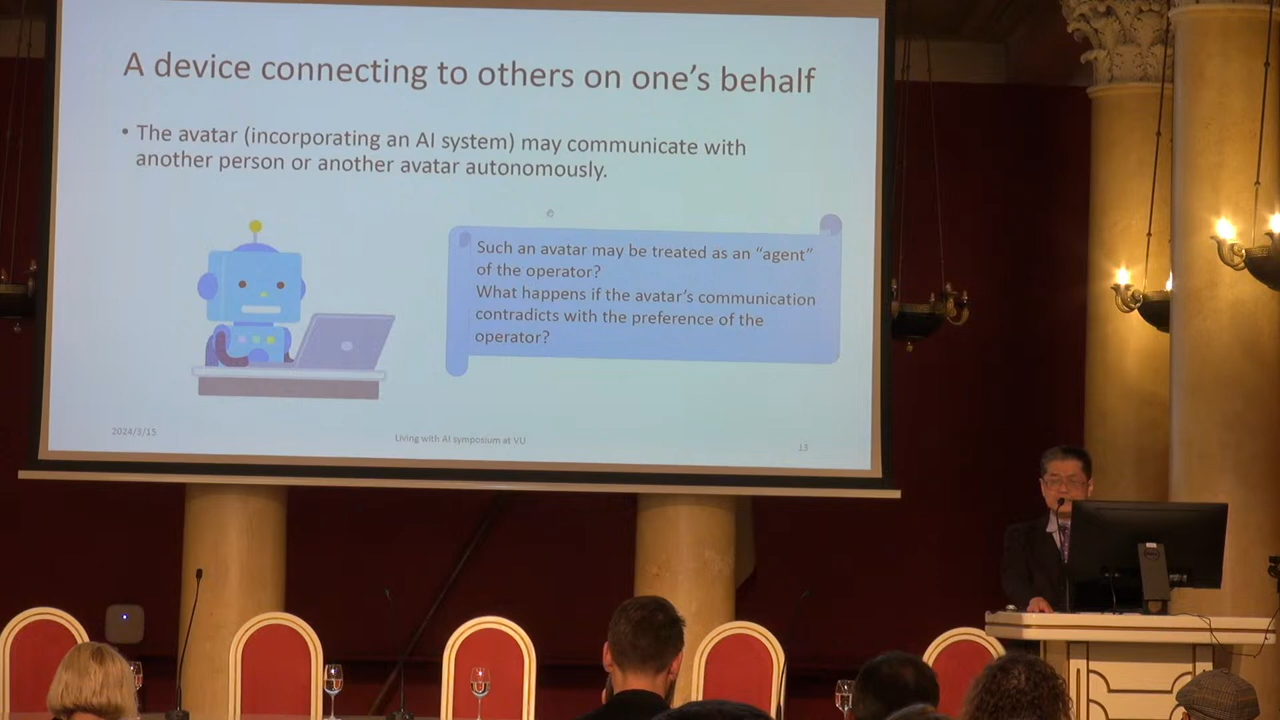 A device connecting to others on one's behalf
• The avatar (incorporating an AI system) may communicate with
another person or another avatar autonomously.
Such an avatar may be treated as an “agent”
of the operator?
What happens if the avatar's communication
contradicts with the preference of the
operator?
2024/3/15
Living with AI symposium at VU
15